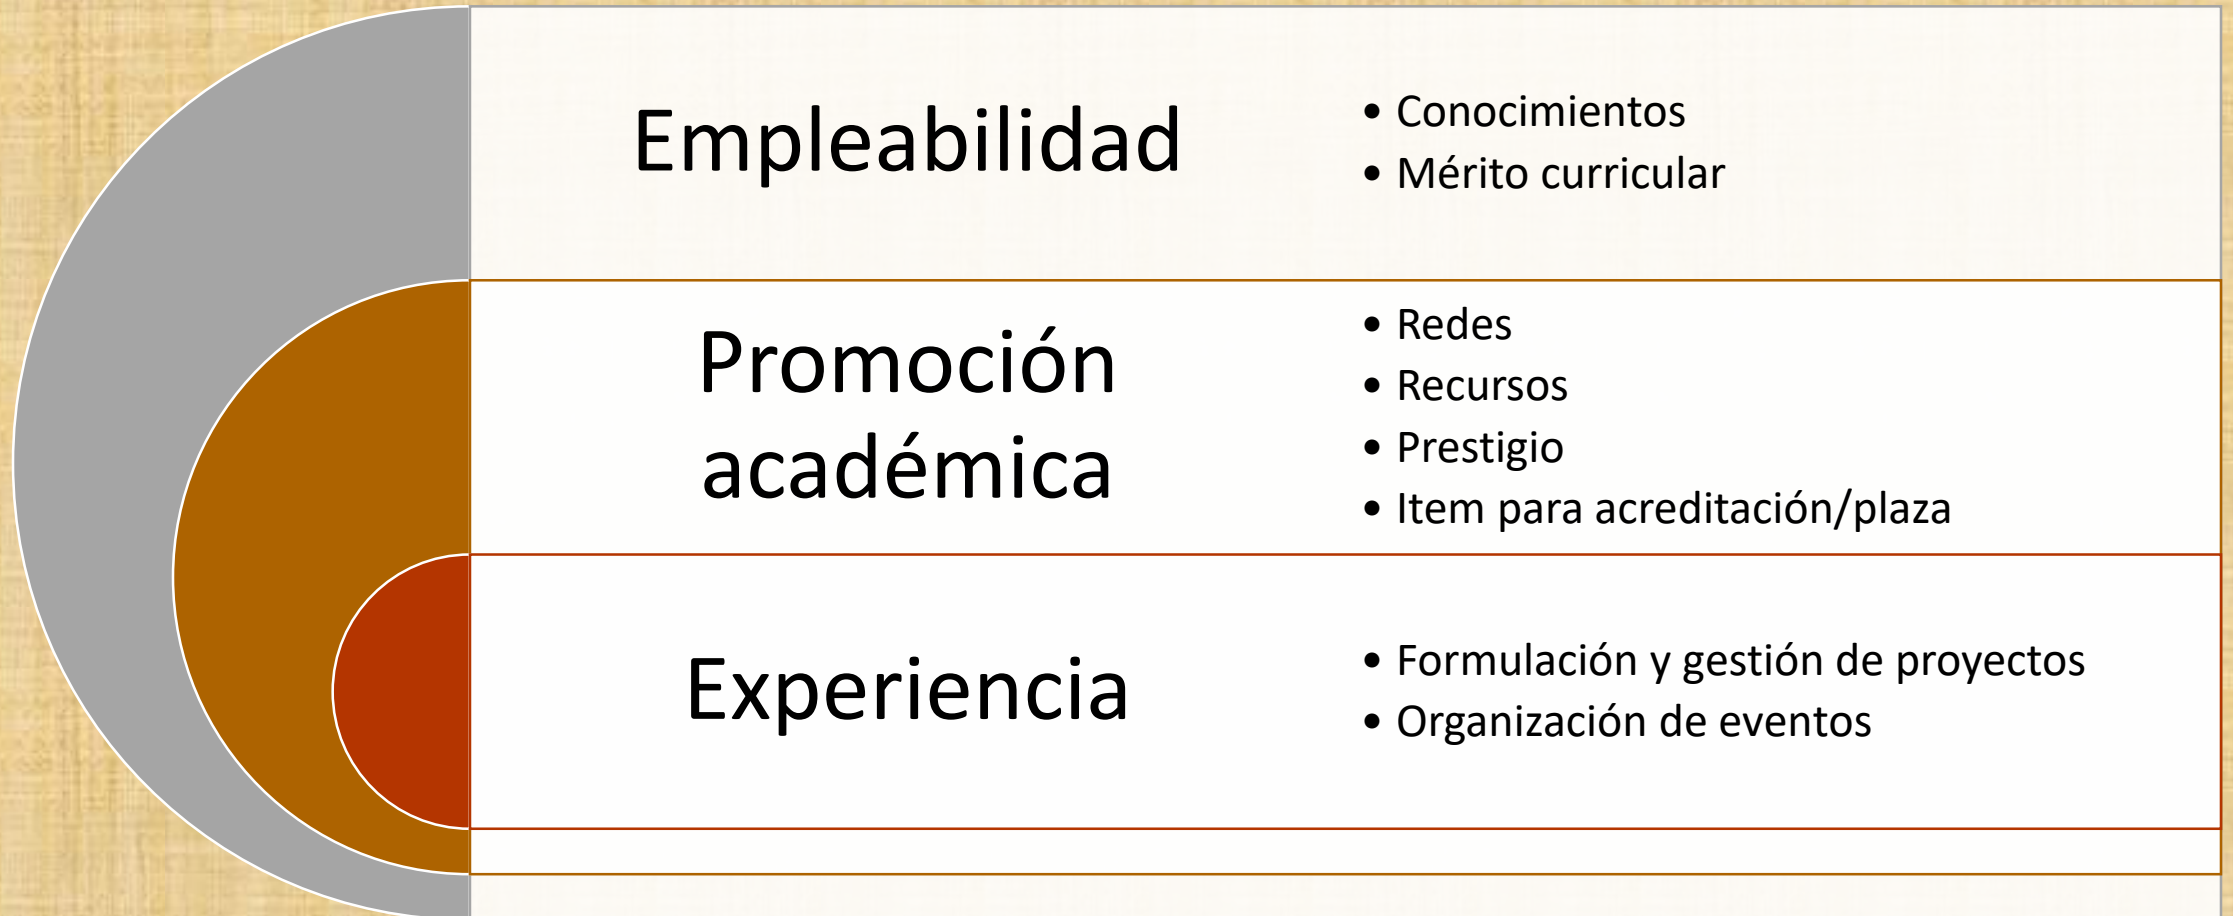 Empleabilidad
• Conocimientos
• Mérito curricular
Promoción
académica
• Redes
• Recursos
• Prestigio
• Item para acreditación/plaza
Experiencia
• Formulación y gestión de proyectos
• Organización de eventos